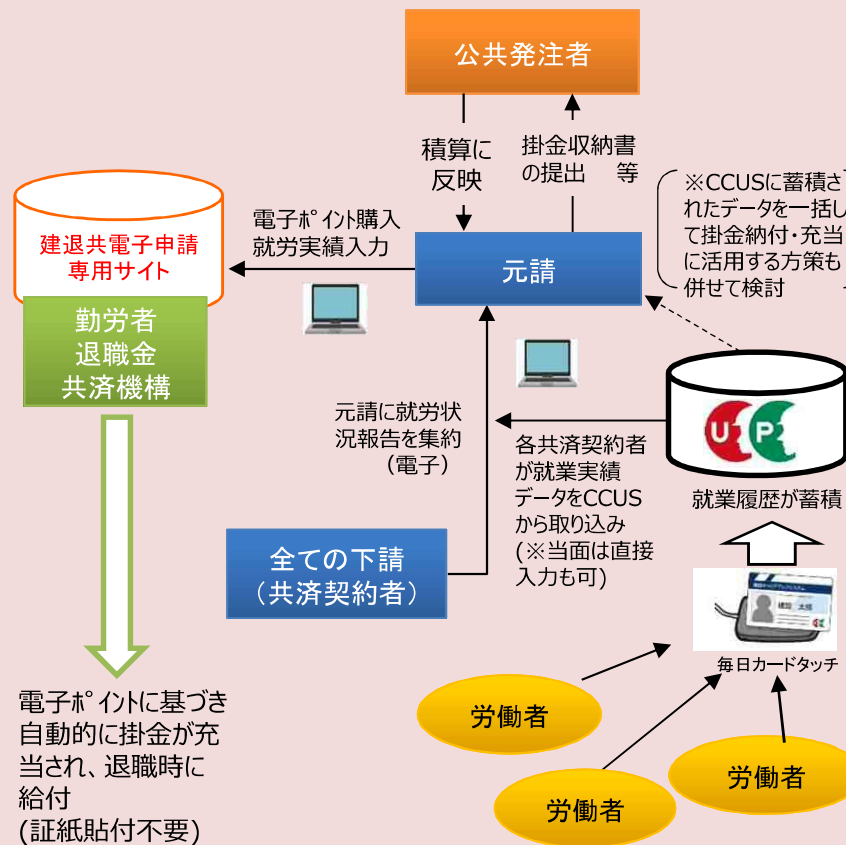 公共発注者
積算に
反映
掛金収納書
の提出　等
※CCUSに蓄積さ
れたデータを一括し
て掛金納付・充当
に活用する方策も
併せて検討
電子ポイント購入
就労実績入力
建退共電子申請
専用サイト
元請
勤労者
退職金
共済機構
元請に就労状
況報告を集約
(電子)
各共済契約者
が就業実績
データをCCUS
から取り込み
(※当面は直接
入力も可)
U P
就業履歴が蓄積
全ての下請
(共済契約者)
毎日カードタッチ
労働者
労働者
労働者
電子ポイントに基づき
自動的に掛金が充
当され、退職時に
給付
(証紙貼付不要)